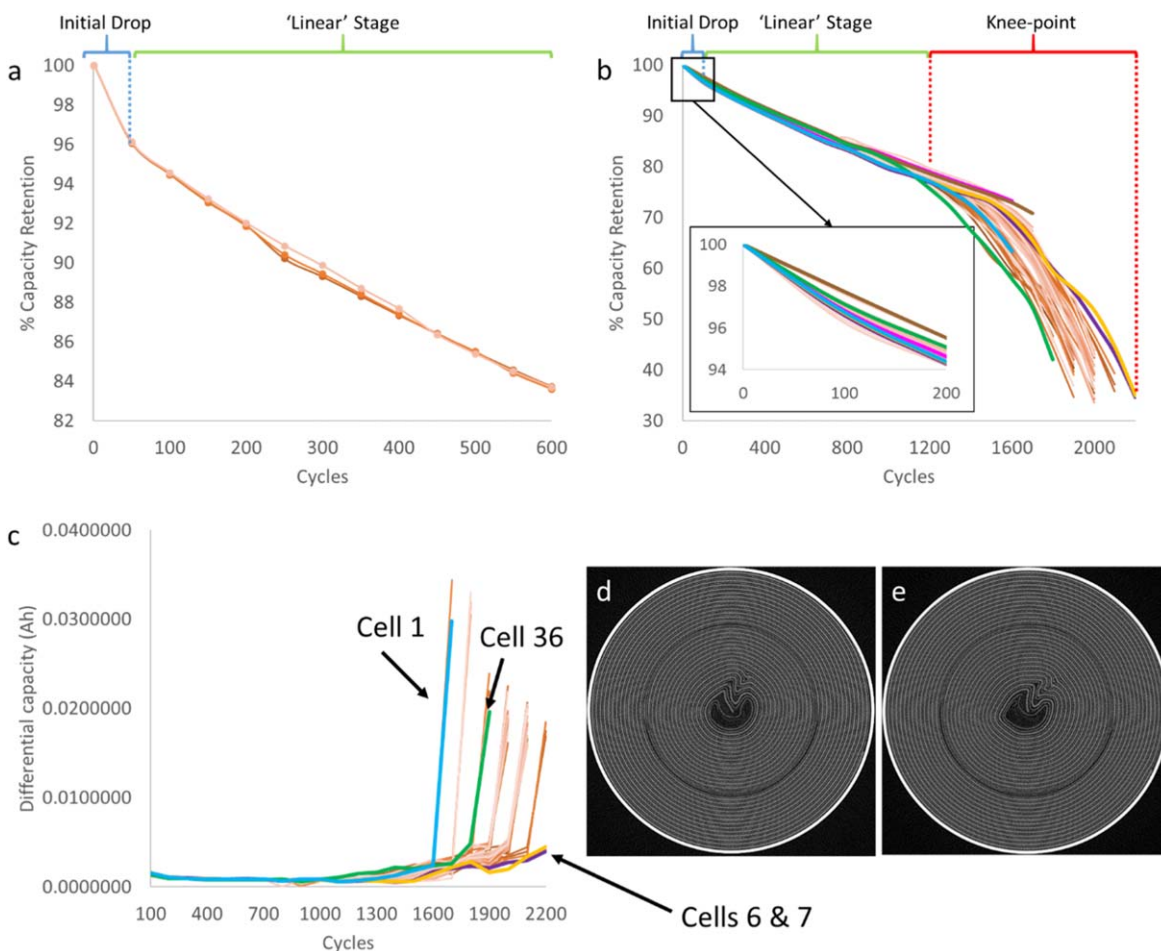 Initial Drop
‘Linear’ Stage
a
100
98
96
94
92
90
88
86
84
82
% Capacity Retention
0
100
200
300
400
500
600
Cycles
Initial Drop
‘Linear’ Stage
Knee-point
b
100
90
80
70
60
50
40
30
% Capacity Retention
100
98
96
94
0
100
200
0
400
800
1200
1600
2000
Cycles
c
0.0400000
0.0300000
0.0200000
0.0100000
0.0000000
Differential capacity (Ah)
Cell 1
Cell 36
100
400
700
1000
1300
1600
1900
2200
Cycles
Cells 6 & 7
d
e